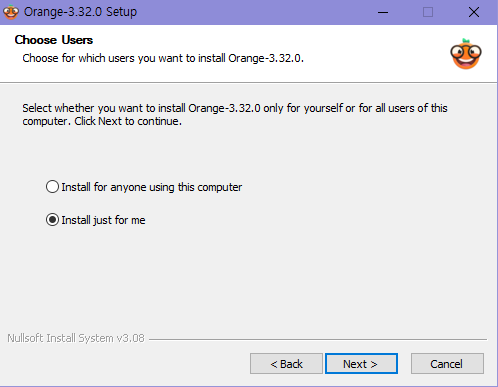 Orange-3.32.0 Setup
Choose Users
Choose for which users you want to install Orange-3.32.0.
Select whether you want to install Orange-3.32.0 only for yourself or for all users of this
computer. Click Next to continue.
Install for anyone using this computer
Install just for me
Nullsoft Install System v3.08
< Back
Next >
Cancel